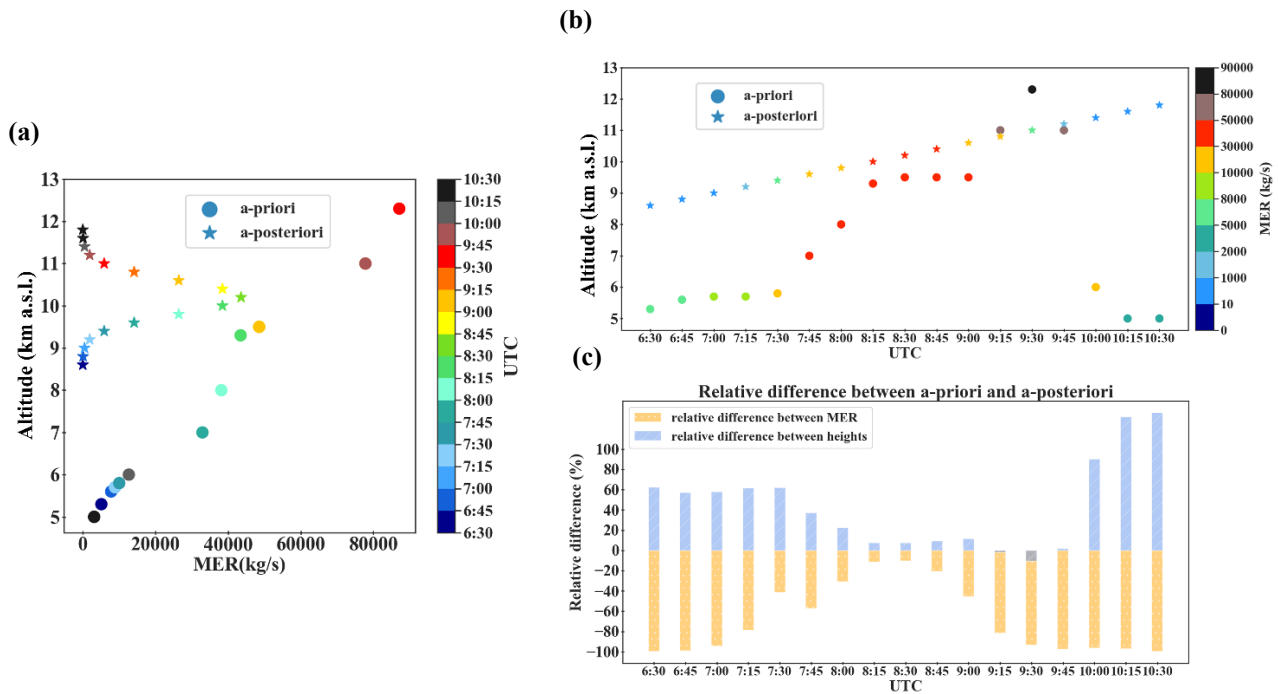 (a)
13
12
11
10
9
8
7
6
5
Altitude (km a.s.l.)
0 20000 40000 60000 80000
MER(kg/s)
a-priori
a-posteriori
10:30
10:15
10:00
9:45
9:30
9:15
9:00
8:45
8:30
8:15
8:00
7:45
7:30
7:15
7:00
6:45
6:30
UTC
(b)
13
12
11
10
9
8
7
6
5
Altitude (km a.s.l.)
a-priori
a-posteriori
6:30 6:45 7:00 7:15 7:30 7:45 8:00 8:15 8:30 8:45 9:00 9:15 9:30 9:45 10:00 10:15 10:30
UTC
90000
80000
50000
30000
10000
8000
5000
2000
1000
10
0
MER (kg/s)
(c)
Relative difference between a-priori and a-posteriori
relative difference between MER
relative difference between heights
100
80
60
40
20
0
−20
−40
−60
−80
−100
Relative difference (%)
6:30 6:45 7:00 7:15 7:30 7:45 8:00 8:15 8:30 8:45 9:00 9:15 9:30 9:45 10:00 10:15 10:30
UTC